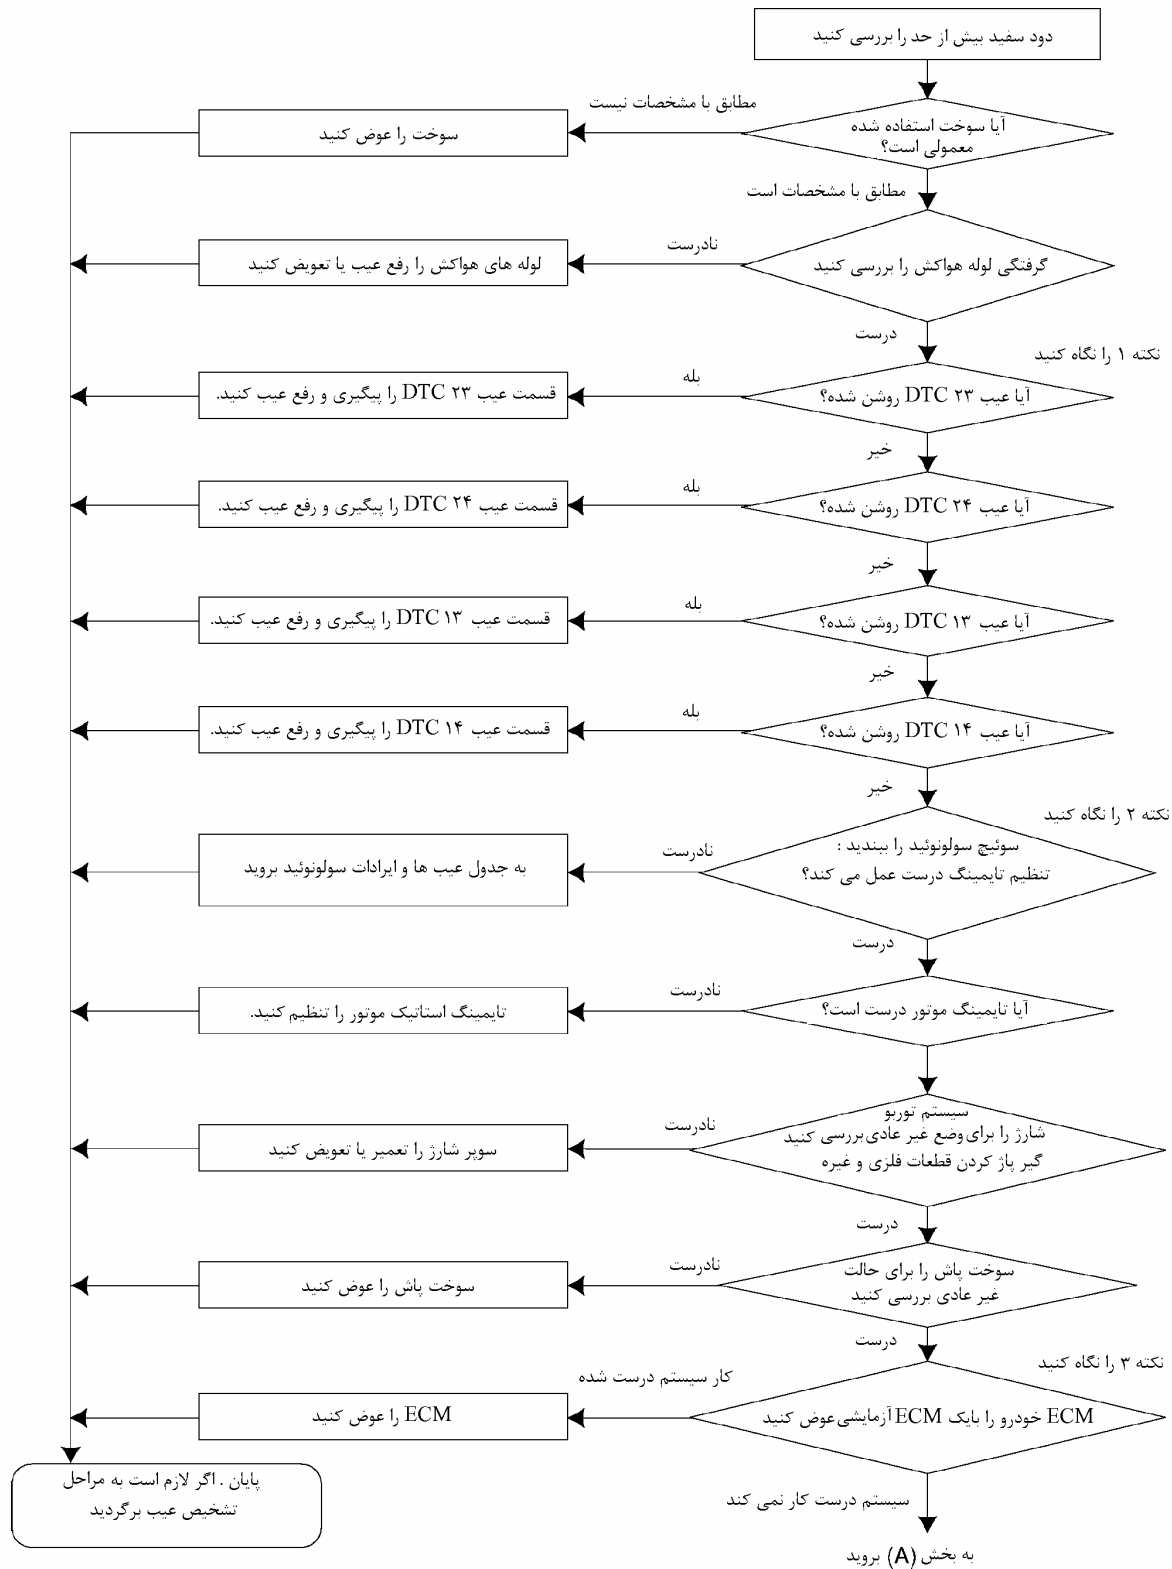 دود سفید بیش از حد را بررسی کنید
مطابق با مشخصات نیست
آیا سوخت استفاده شده
معمولی است؟
سوخت را عوض کنید
مطابق با مشخصات است
نادرست
گرفتگی لوله هواکش را بررسی کنید
لوله های هواکش را رفع عیب یا تعویض کنید
درست
نکته ۱ را نگاه کنید
بله
آیا عیب DTC ۲۳ روشن شده؟
قسمت عیب DTC ۲۳ را پیگیری و رفع عیب کنید.
خیر
بله
آیا عیب DTC ۲۴ روشن شده؟
قسمت عیب DTC ۲۴ را پیگیری و رفع عیب کنید.
خیر
بله
آیا عیب DTC ۱۳ روشن شده؟
قسمت عیب DTC ۱۳ را پیگیری و رفع عیب کنید.
خیر
بله
آیا عیب DTC ۱۴ روشن شده؟
قسمت عیب DTC ۱۴ را پیگیری و رفع عیب کنید.
خیر
نکته ۲ را نگاه کنید
سوئیچ سولونوئید را ببندید :
تنظیم تایمینگ درست عمل می کند؟
نادرست
به جدول عیب ها و ایرادات سولونوئید بروید
درست
نادرست
آیا تایمینگ موتور درست است؟
تایمینگ استاتیک موتور را تنظیم کنید.
سیستم توربو
شارژ را برای وضع غیر عادی بررسی کنید
گیر پاژ کردن قطعات فلزی و غیره
نادرست
سوپر شارژ را تعمیر یا تعویض کنید
درست
سوخت پاش را برای حالت
غیر عادی بررسی کنید
نادرست
سوخت پاش را عوض کنید
درست
نکته ۳ را نگاه کنید
کار سیستم درست شده
ECM خودرو را بایک ECM آزمایشی عوض کنید
ECM را عوض کنید
پایان . اگر لازم است به مراحل
تشخیص عیب برگردید
سیستم درست کار نمی کند
به بخش (A) بروید